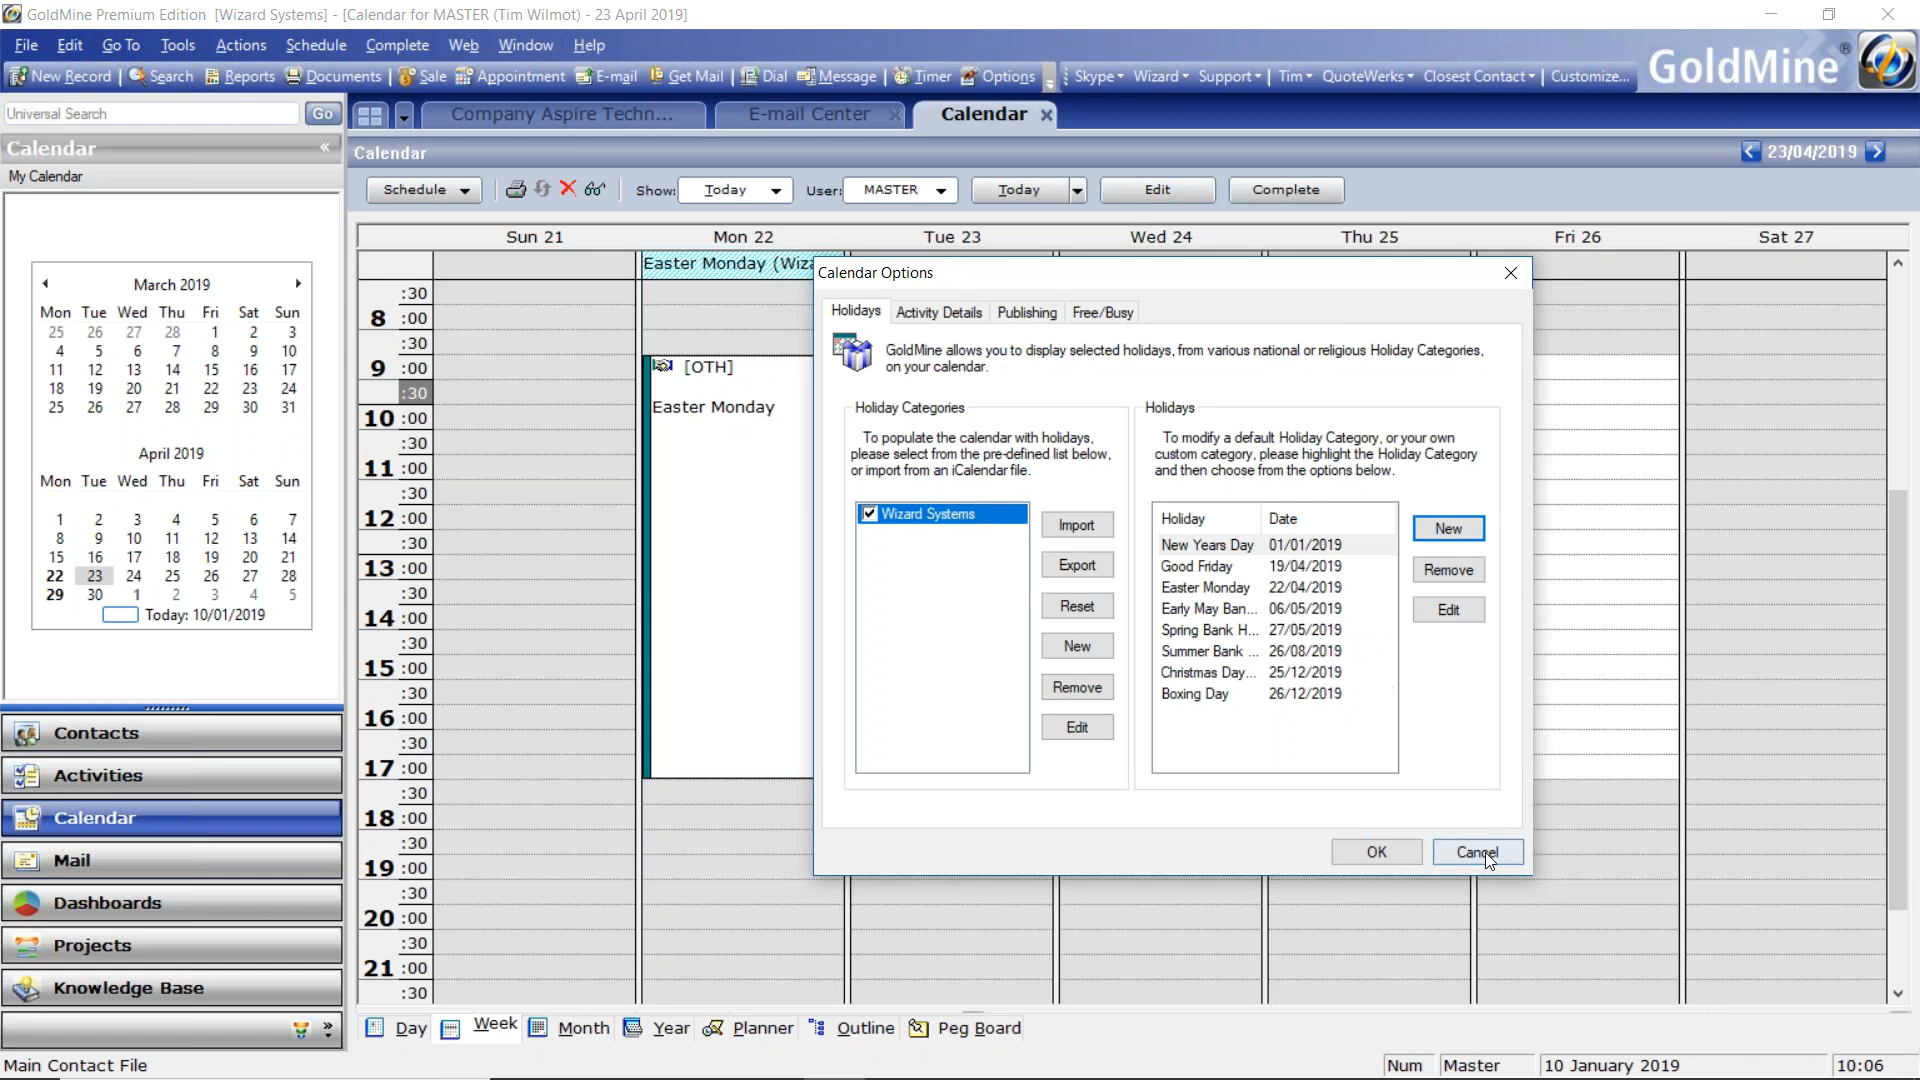 GoldMine Premium Edition [Wizard Systems] - [Calendar for MASTER (Tim Wilmot) - 23 April 2019]
File Edit Go To Tools Actions Schedule Complete Web Window Help
New Record Search Reports Documents Sale Appointment E-mail Get Mail Dial Message Timer Options Skype Wizard Support Tim QuoteWerks Closest Contact Customize... GoldMine ®
Universal Search Go Company Aspire Techn... E-mail Center Calendar
Calendar «
Calendar 23/04/2019
My Calendar
Schedule Show: Today User: MASTER Today Edit Complete
Sun 21 Mon 22 Tue 23 Wed 24 Thu 25 Fri 26 Sat 27
Easter Monday (Wiza
:30
8 :00
:30
9 :00
:30
10 :00
:30
11 :00
:30
12 :00
:30
13 :00
:30
14 :00
:30
15 :00
:30
16 :00
:30
17 :00
:30
18 :00
:30
19 :00
:30
20 :00
:30
21 :00
:30
[OTH]
Easter Monday
March 2019
Mon Tue Wed Thu Fri Sat Sun
25 26 27 28 1 2 3
4 5 6 7 8 9 10
11 12 13 14 15 16 17
18 19 20 21 22 23 24
25 26 27 28 29 30 31
April 2019
Mon Tue Wed Thu Fri Sat Sun
1 2 3 4 5 6 7
8 9 10 11 12 13 14
15 16 17 18 19 20 21
22 23 24 25 26 27 28
29 30 1 2 3 4 5
Today: 10/01/2019
Contacts
Activities
Calendar
Mail
Dashboards
Projects
Knowledge Base
»
Calendar Options
Holidays Activity Details Publishing Free/Busy
GoldMine allows you to display selected holidays, from various national or religious Holiday Categories,
on your calendar.
Holiday Categories
To populate the calendar with holidays,
please select from the pre-defined list below,
or import from an iCalendar file.
Wizard Systems
Import
Export
Reset
New
Remove
Edit
Holidays
To modify a default Holiday Category, or your own
custom category, please highlight the Holiday Category
and then choose from the options below.
Holiday Date
New Years Day 01/01/2019
Good Friday 19/04/2019
Easter Monday 22/04/2019
Early May Ban... 06/05/2019
Spring Bank H... 27/05/2019
Summer Bank ... 26/08/2019
Christmas Day... 25/12/2019
Boxing Day 26/12/2019
New
Remove
Edit
OK Cancel
Day Week Month Year Planner Outline Peg Board
Main Contact File Num Master 10 January 2019 10:06